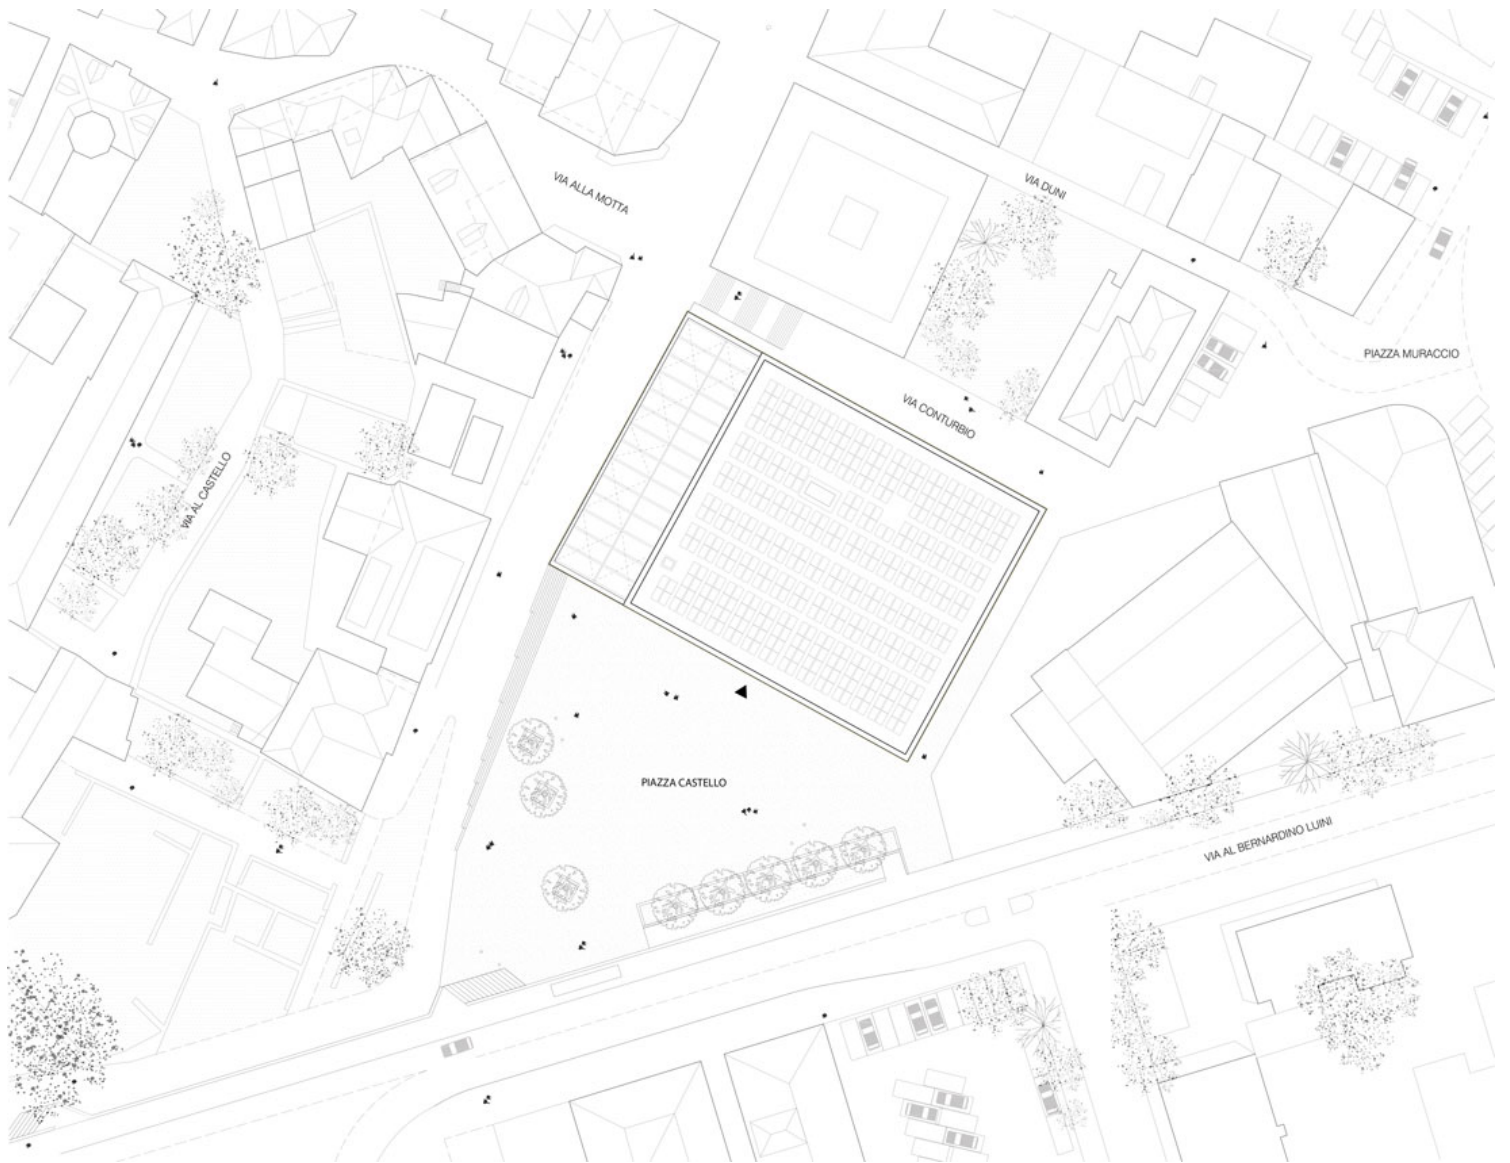 VIA ALLA MOTTA
VIA DUNI
PIAZZA MURACCIO
VIA CONTURBIO
VIA AL CASTELLO
PIAZZA CASTELLO
VIA AL BERNARDINO LUINI